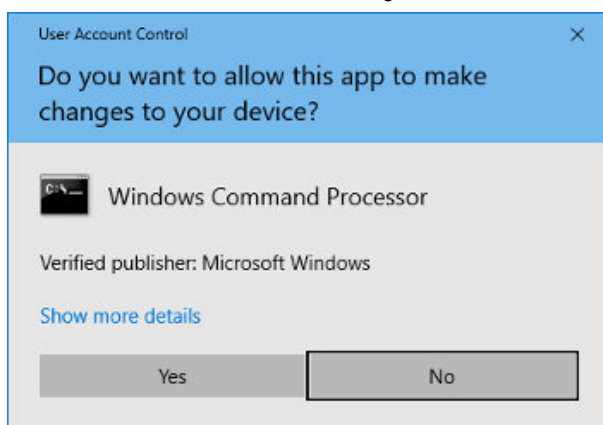 User Account Control
Do you want to allow this app to make
changes to your device?
C:\_
Windows Command Processor
Verified publisher: Microsoft Windows
Show more details
Yes
No